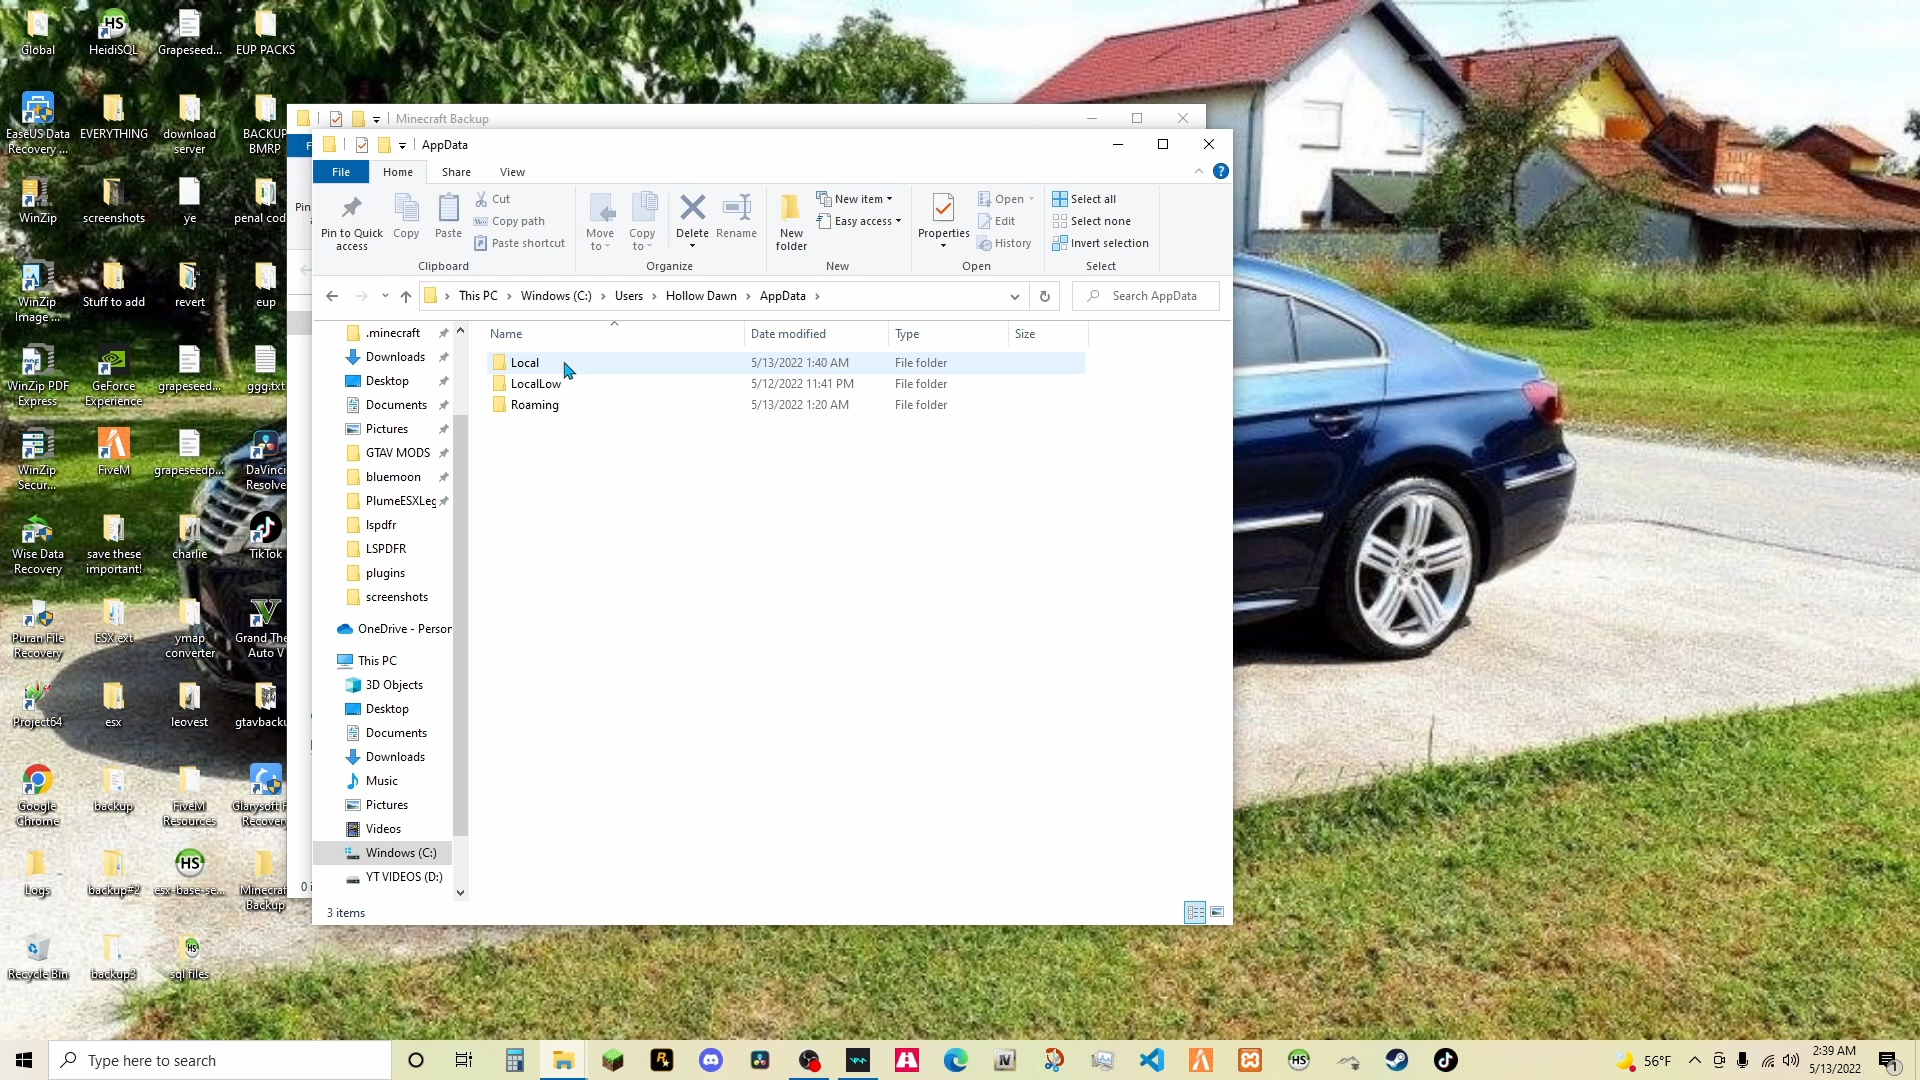 Global
HeidiSQL
Grapeseed...
EUP PACKS
EaseUS Data
Recovery ...
EVERYTHING
download
server
BACKUP
BMRP
WinZip
screenshots
ye
WinZip
Image ...
Stuff to add
revert
eup
WinZip PDF
Express
GeForce
Experience
grapeseed...
ggg.txt
WinZip
Secur...
FiveM
grapeseedp...
DaVinci
Resolve
Wise Data
Recovery
save these
important!
charlie
TikTok
Puran File
Recovery
ESX ext
ymap
converter
Auto V
Project64
esx
leovest
Google
Chrome
backup
FiveM
Resources
Logs
backup#2
esx-base-se...
Backup
Recycle Bin
backup3
sql files
Minecraft Backup
AppData
File
Home
Share
View
Pin to Quick
access
Copy
Paste
Cut
Copy path
Paste shortcut
Clipboard
Move
to
Copy
to
Delete
Rename
Organize
New
folder
New item
Easy access
New
Properties
Open
Edit
History
Open
Select all
Select none
Invert selection
Select
This PC > Windows (C:) > Users > Hollow Dawn > AppData >
Search AppData
.minecraft
Downloads
Desktop
Documents
Pictures
GTAV MODS
bluemoon
PlumeESXLeg
lspdfr
LSPDFR
plugins
screenshots
OneDrive - Person
This PC
3D Objects
Desktop
Documents
Downloads
Music
Pictures
Videos
Windows (C:)
YT VIDEOS (D:)
Name Date modified Type Size
Local 5/13/2022 1:40 AM File folder
LocalLow 5/12/2022 11:41 PM File folder
Roaming 5/13/2022 1:20 AM File folder
3 items
Type here to search
56°F
2:39 AM
5/13/2022
1